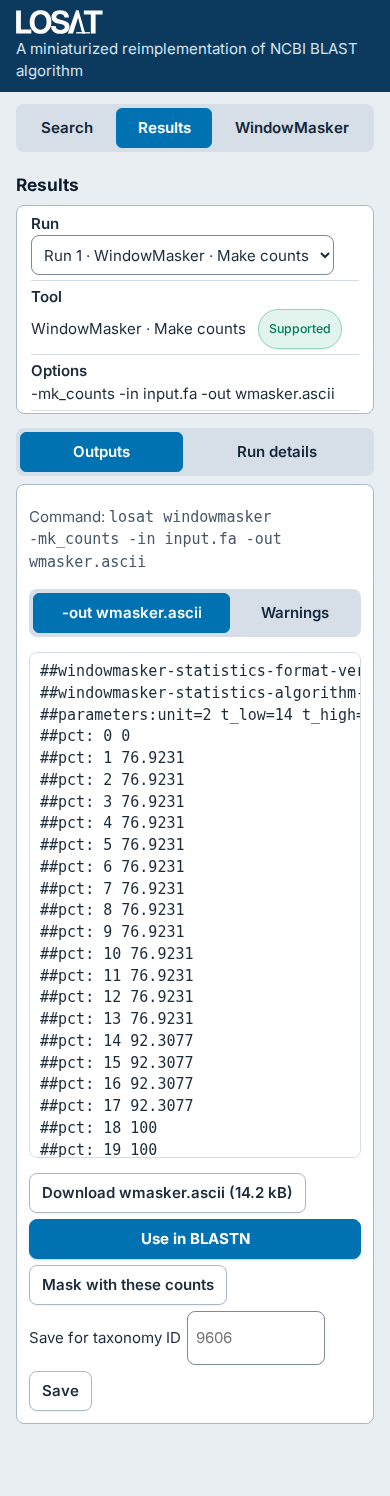 LOSAT
A miniaturized reimplementation of NCBI BLAST
algorithm
Search Results WindowMasker
Results
Run
Run 1 · WindowMasker · Make counts
Tool
WindowMasker · Make counts Supported
Options
-mk_counts -in input.fa -out wmasker.ascii
Outputs Run details
Command: losat windowmasker
-mk_counts -in input.fa -out
wmasker.ascii
-out wmasker.ascii Warnings
##windowmasker-statistics-format-ver
##windowmasker-statistics-algorithm-
##parameters:unit=2 t_low=14 t_high=
##pct: 0 0
##pct: 1 76.9231
##pct: 2 76.9231
##pct: 3 76.9231
##pct: 4 76.9231
##pct: 5 76.9231
##pct: 6 76.9231
##pct: 7 76.9231
##pct: 8 76.9231
##pct: 9 76.9231
##pct: 10 76.9231
##pct: 11 76.9231
##pct: 12 76.9231
##pct: 13 76.9231
##pct: 14 92.3077
##pct: 15 92.3077
##pct: 16 92.3077
##pct: 17 92.3077
##pct: 18 100
##pct: 19 100
Download wmasker.ascii (14.2 kB)
Use in BLASTN
Mask with these counts
Save for taxonomy ID 9606
Save